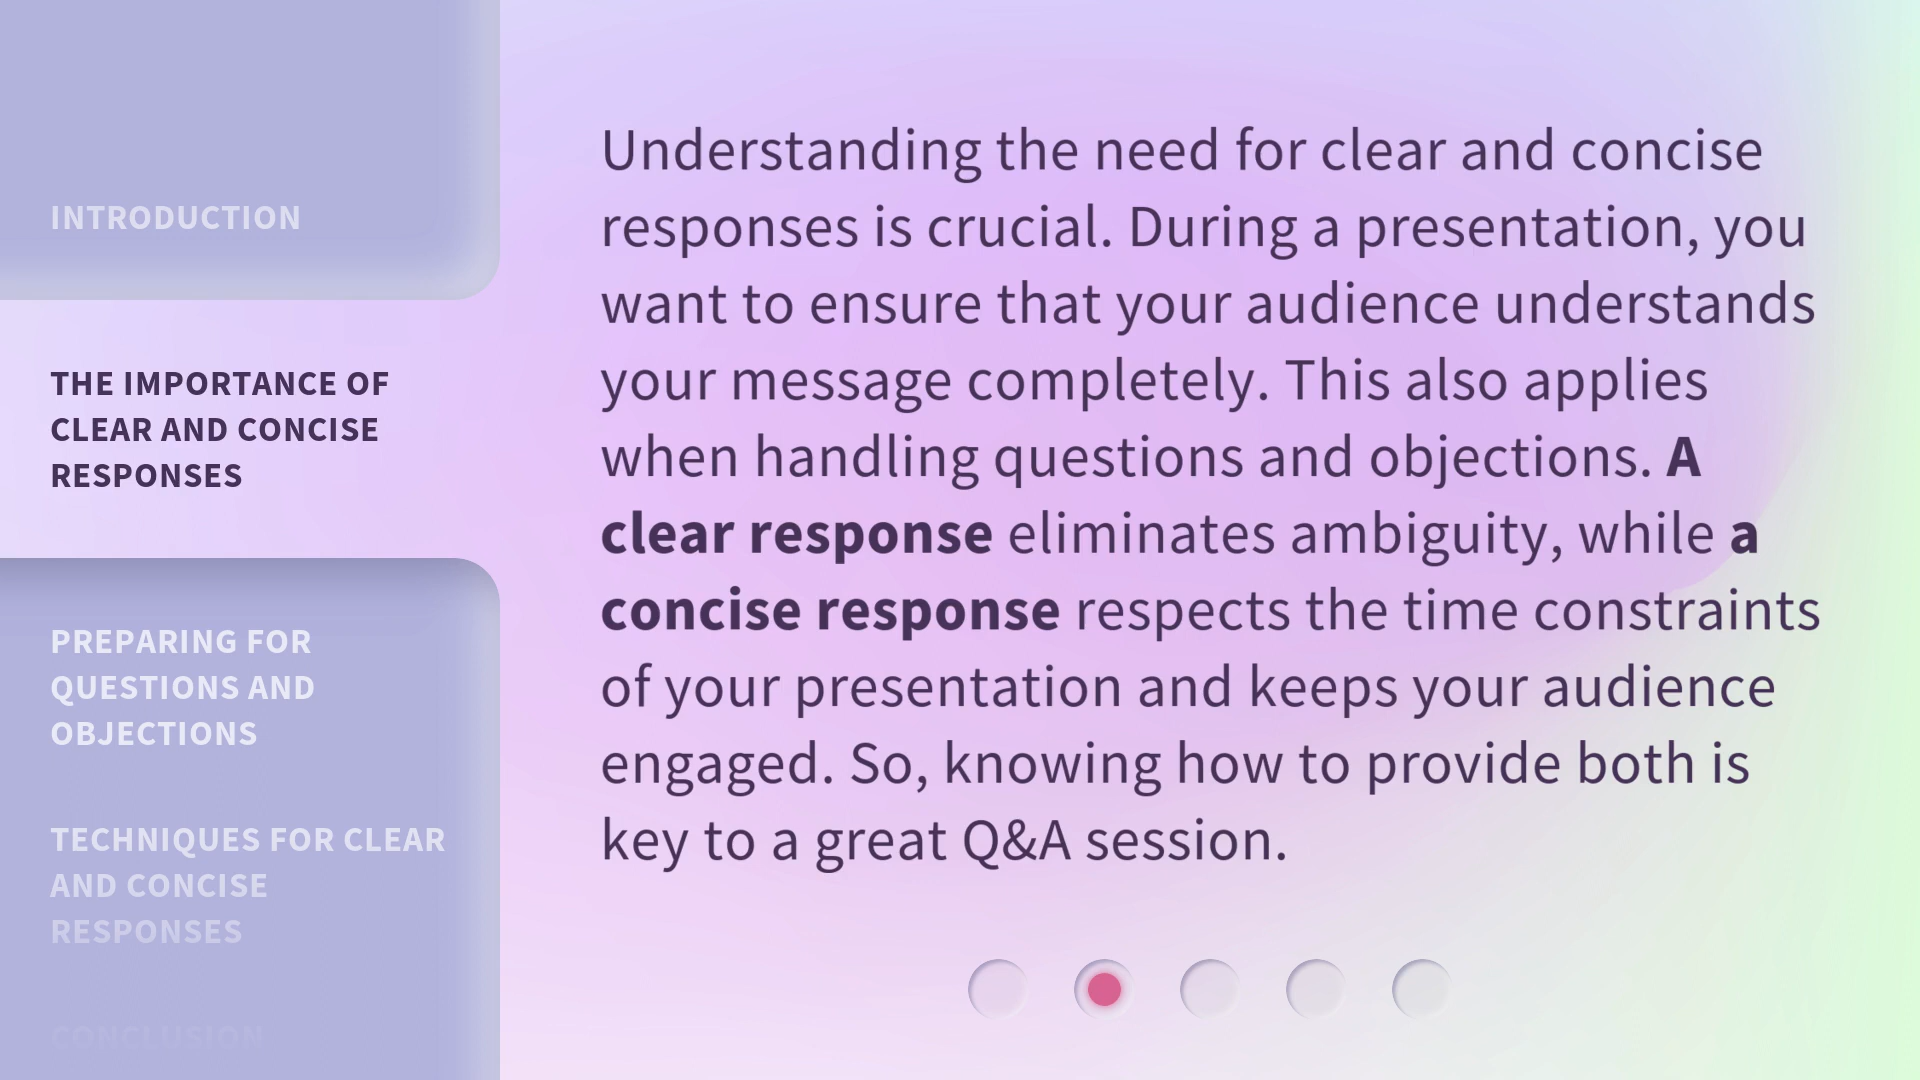 INTRODUCTION
THE IMPORTANCE OF
CLEAR AND CONCISE
RESPONSES
PREPARING FOR
QUESTIONS AND
OBJECTIONS
TECHNIQUES FOR CLEAR
AND CONCISE
RESPONSES
CONCLUSION
Understanding the need for clear and concise
responses is crucial. During a presentation, you
want to ensure that your audience understands
your message completely. This also applies
when handling questions and objections. A
clear response eliminates ambiguity, while a
concise response respects the time constraints
of your presentation and keeps your audience
engaged. So, knowing how to provide both is
key to a great Q&A session.